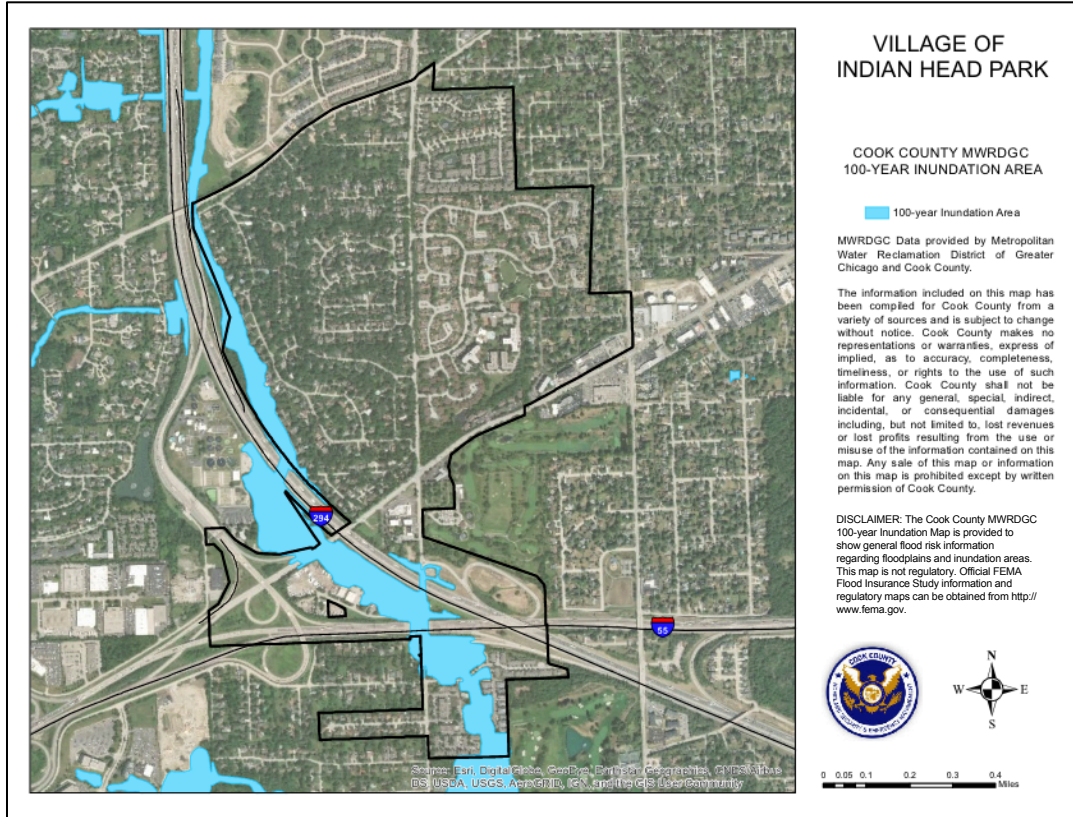 VILLAGE OF
INDIAN HEAD PARK
COOK COUNTY MWRDGC
100-YEAR INUNDATION AREA
100-year Inundation Area
MWRDGC Data provided by Metropolitan
Water Reclamation District of Greater
Chicago and Cook County.
The information included on this map has
been compiled for Cook County from a
variety of sources and is subject to change
without notice. Cook County makes no
representations or warranties, express of
implied, as to accuracy, completeness,
timeliness, or rights to the use of such
information. Cook County shall not be
liable for any general, special, indirect,
incidental, or consequential damages
including, but not limited to, lost revenues
or lost profits resulting from the use or
misuse of the information contained on this
map. Any sale of this map or information
on this map is prohibited except by written
permission of Cook County.
DISCLAIMER: The Cook County MWRDGC
100-year Inundation Map is provided to
show general flood risk information
regarding floodplains and inundation areas.
This map is not regulatory. Official FEMA
Flood Insurance Study information and
regulatory maps can be obtained from http://
www.fema.gov.
294
55
COOK COUNTY
N
W E
S
0 0.05 0.1 0.2 0.3 0.4
Miles
Source: Esri, DigitalGlobe, GeoEye, Earthstar Geographics, CNES/Airbus
DS, USDA, USGS, AeroGRID, IGN, and the GIS User Community